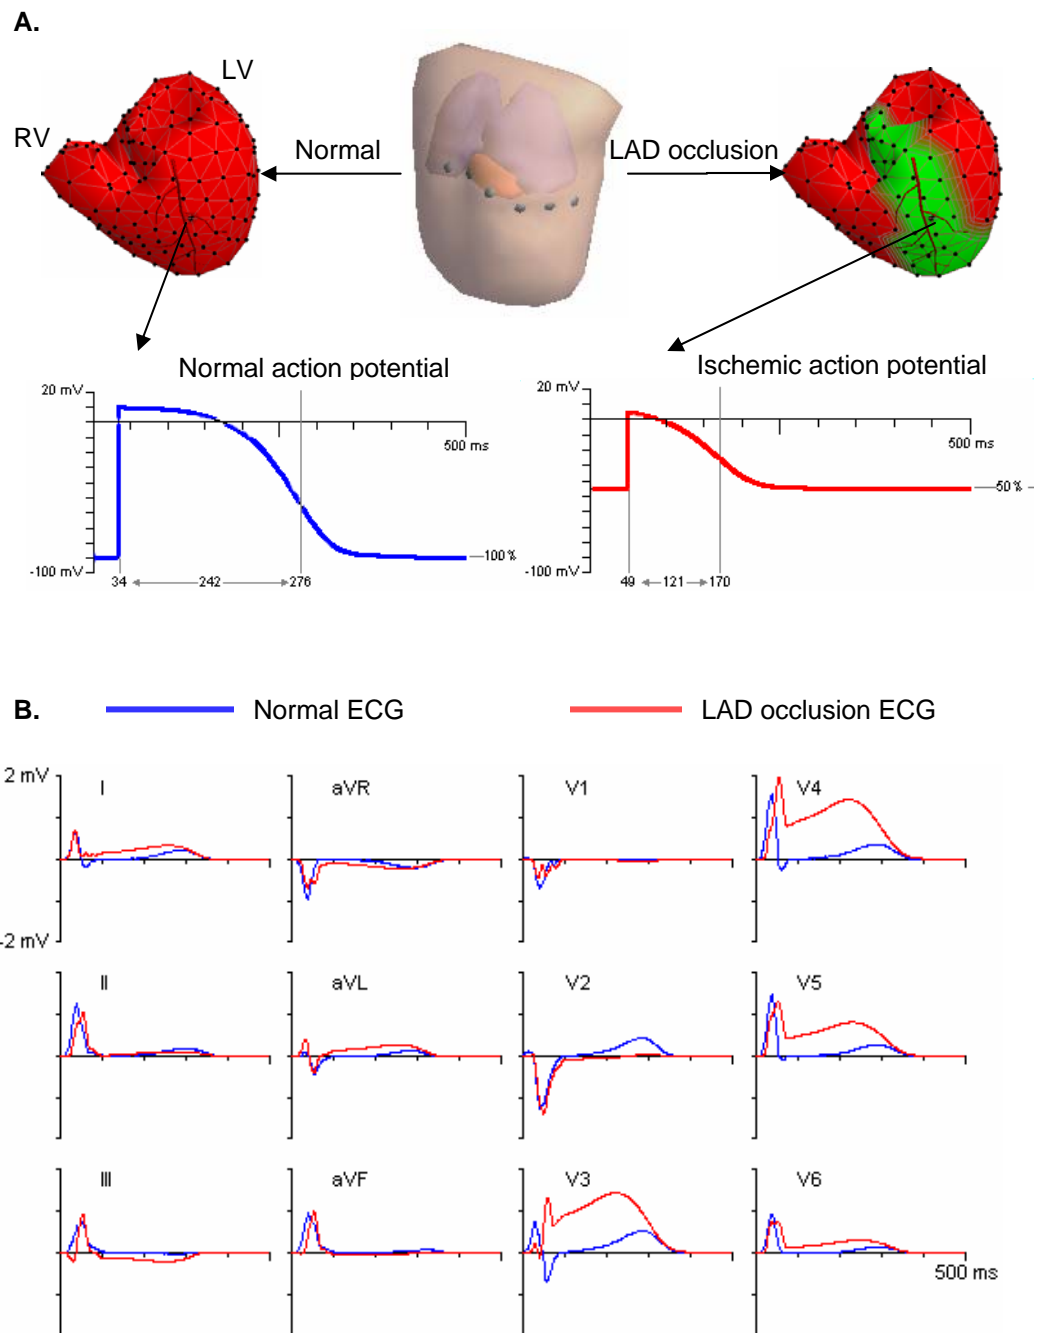 A.
LV
RV
Normal
LAD occlusion
Normal action potential
Ischemic action potential
20 mV
500 ms
100 %
-100 mV
34
242
276
20 mV
500 ms
50 %
-100 mV
49
121
170
B.
Normal ECG
LAD occlusion ECG
2 mV
-2 mV
I
aVR
V1
V4
II
aVL
V2
V5
III
aVF
V3
V6
500 ms